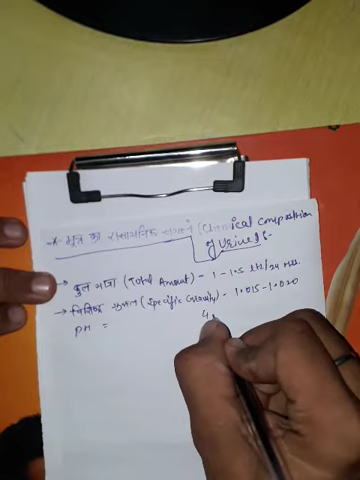 -*- मूत्र का रासायनिक संगठन (Chemical Composition
of Urine) :-
→ कुल मात्रा (Total Amount) - 1 - 1.5 Ltr/24 Hrs.
→ विशिष्ट गुरुत्व (Specific Gravity) - 1.015-1.020
PH = 4.